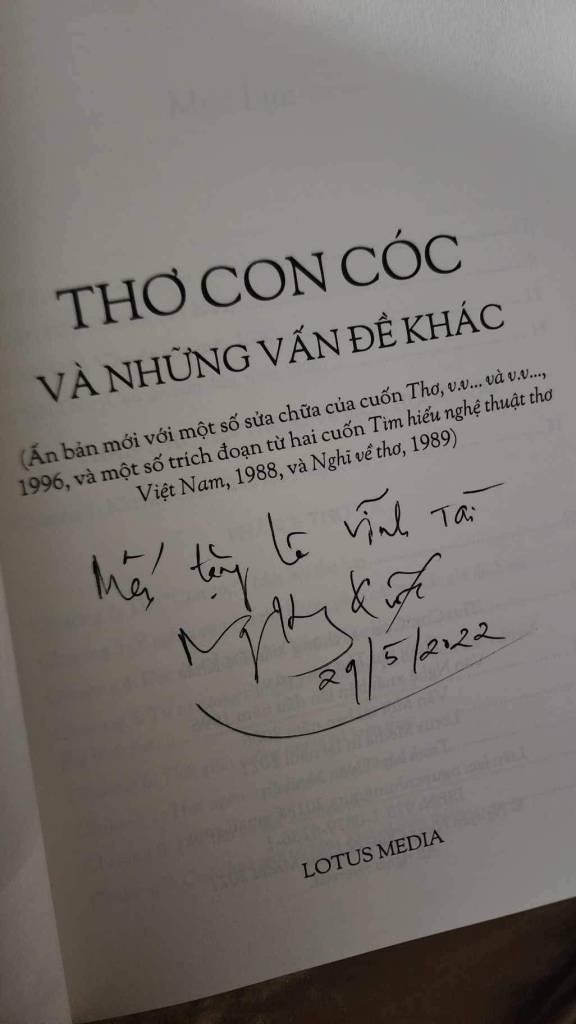 THƠ CON CÓC
VÀ NHỮNG VẤN ĐỀ KHÁC
(Ấn bản mới với một số sửa chữa của cuốn Thơ, v.v... và v.v...,
1996, và một số trích đoạn từ hai cuốn Tìm hiểu nghệ thuật thơ
Việt Nam, 1988, và Nghĩ về thơ, 1989)
Mến tặng Lê Vĩnh Tài
29/5/2022
LOTUS MEDIA